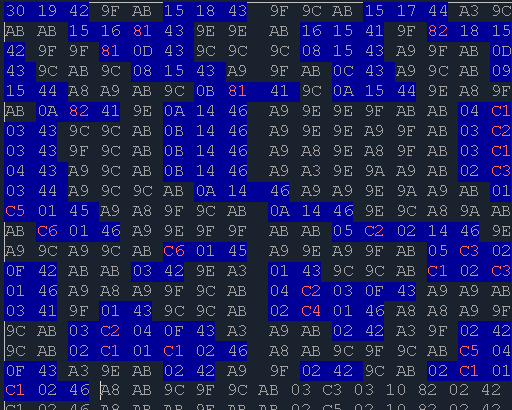 30 19 42 9F AB 15 18 43 9F 9C AB 15 17 44 A3 9C
AB AB 15 16 81 43 9E 9E AB 16 15 41 9F 82 18 15
42 9F 9F 81 0D 43 9C 9C 9C 08 15 43 A9 9F AB 0D
43 9C AB 9C 08 15 43 A9 9F AB 0C 43 A9 9C AB 09
15 44 A8 A9 AB 9C 0B 81 41 9C 0A 15 44 9E A8 9F
AB 0A 82 41 9E 0A 14 46 A9 9E 9E 9F AB AB 04 C1
03 43 9C 9C AB 0B 14 46 A9 9E 9E A9 9F AB 03 C2
03 43 9F 9C AB 0B 14 46 A9 A8 9E A8 9F AB 03 C1
04 43 A9 9C AB 0B 14 46 A9 A3 9E A9 A9 AB 02 C3
03 44 A9 9C 9C AB 0A 14 46 A9 A9 9E 9A A9 AB 01
C5 01 45 A9 A8 9F 9C AB 0A 14 46 9E 9C A8 9A AB
AB C6 01 46 A9 9E 9F 9F AB AB 05 C2 02 14 46 9E
A9 9C A9 9C AB C6 01 45 A9 9E A9 9F AB 05 C3 02
0F 42 AB AB 03 42 9E A3 01 43 9C 9C AB C1 02 C3
01 46 A9 A8 A9 9F 9C AB 04 C2 03 0F 43 A9 A9 AB
03 41 9F 01 43 9C 9C AB 02 C4 01 46 A8 A8 A9 9F
9C AB 03 C2 04 0F 43 A3 A9 AB 02 42 A3 9F 02 42
9C AB 02 C1 01 C1 02 46 A8 AB 9C 9F 9C AB C5 04
0F 43 A3 9E AB 02 42 A9 9F 02 42 9C AB 02 C1 01
C1 02 46 A8 AB 9C 9F 9C AB 03 C3 03 10 82 02 42